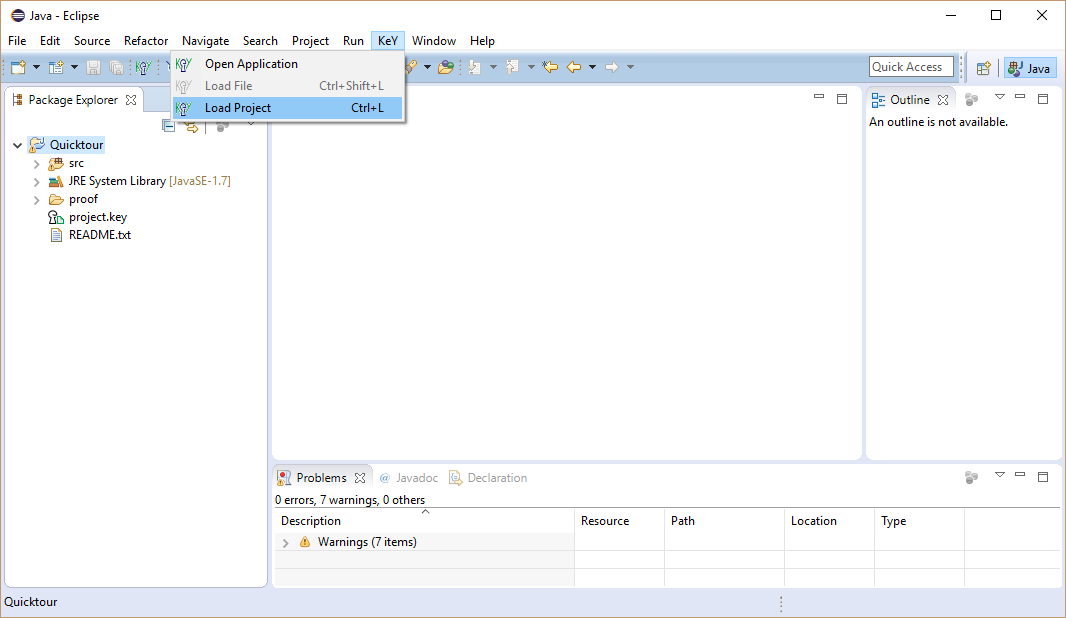 Java - Eclipse
File Edit Source Refactor Navigate Search Project Run KeY Window Help
Quick Access
Java
KeY Open Application
KeY Load File Ctrl+Shift+L
KeY Load Project Ctrl+L
Package Explorer
Quicktour
src
JRE System Library [JavaSE-1.7]
proof
project.key
README.txt
Outline
An outline is not available.
Problems @ Javadoc Declaration
0 errors, 7 warnings, 0 others
Description Resource Path Location Type
Warnings (7 items)
Quicktour